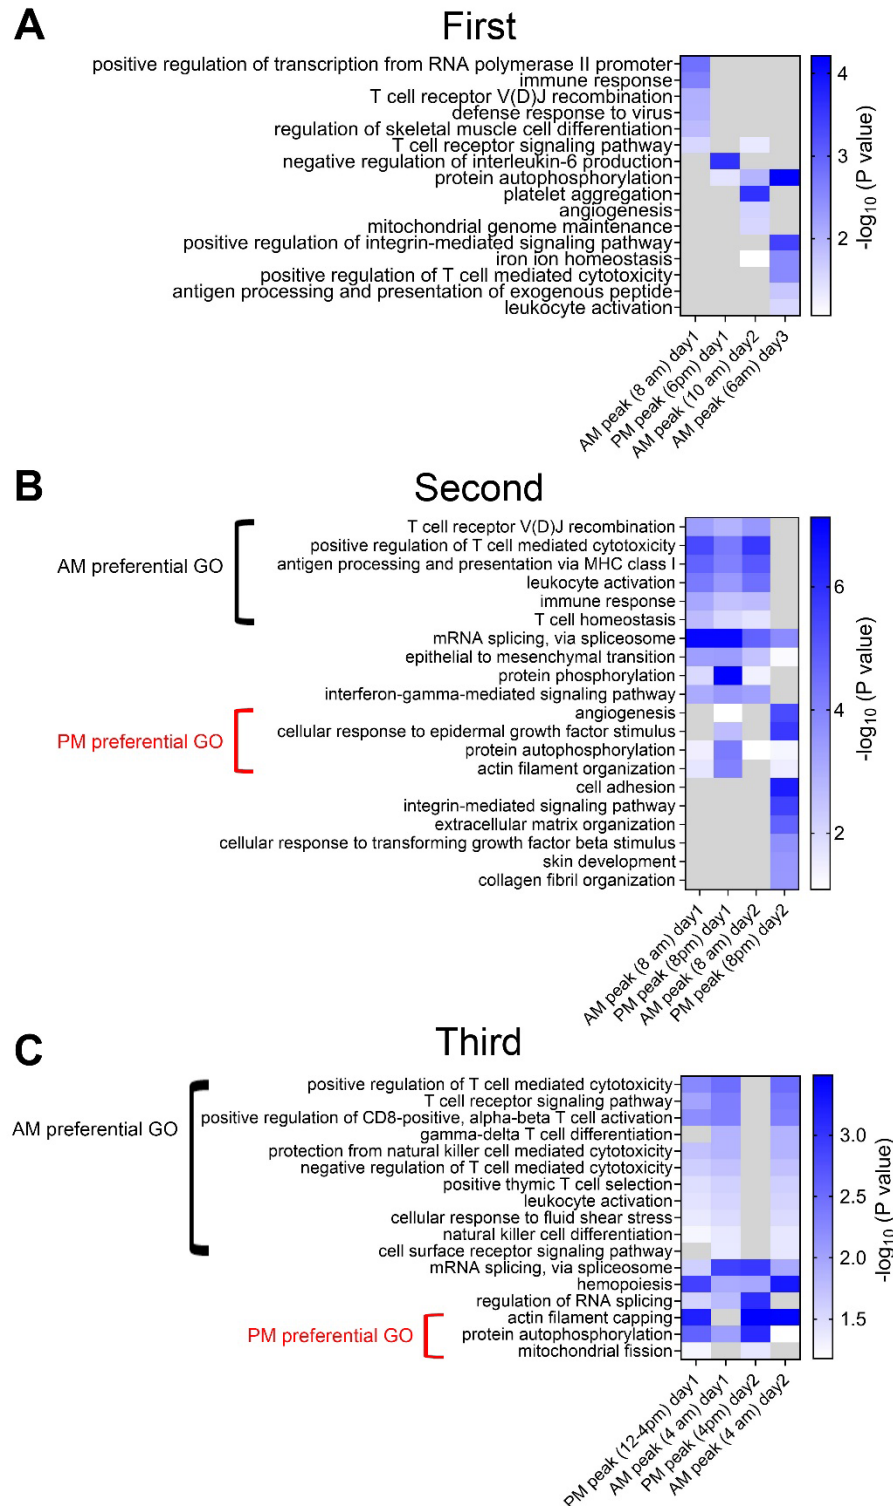 A
First
positive regulation of transcription from RNA polymerase II promoter
immune response
T cell receptor V(D)J recombination
defense response to virus
regulation of skeletal muscle cell differentiation
T cell receptor signaling pathway
negative regulation of interleukin-6 production
protein autophosphorylation
platelet aggregation
angiogenesis
mitochondrial genome maintenance
positive regulation of integrin-mediated signaling pathway
iron ion homeostasis
positive regulation of T cell mediated cytotoxicity
antigen processing and presentation of exogenous peptide
leukocyte activation
4
3
2
-log10 (P value)
AM peak (8 am) day1
PM peak (6pm) day1
AM peak (10 am) day2
AM peak (6am) day3
B
Second
AM preferential GO
PM preferential GO
T cell receptor V(D)J recombination
positive regulation of T cell mediated cytotoxicity
antigen processing and presentation via MHC class I
leukocyte activation
immune response
T cell homeostasis
mRNA splicing, via spliceosome
epithelial to mesenchymal transition
protein phosphorylation
interferon-gamma-mediated signaling pathway
angiogenesis
cellular response to epidermal growth factor stimulus
protein autophosphorylation
actin filament organization
cell adhesion
integrin-mediated signaling pathway
extracellular matrix organization
cellular response to transforming growth factor beta stimulus
skin development
collagen fibril organization
6
4
2
-log10 (P value)
AM peak (8 am) day1
PM peak (8pm) day1
AM peak (8 am) day2
PM peak (8pm) day2
C
Third
AM preferential GO
PM preferential GO
positive regulation of T cell mediated cytotoxicity
T cell receptor signaling pathway
positive regulation of CD8-positive, alpha-beta T cell activation
gamma-delta T cell differentiation
protection from natural killer cell mediated cytotoxicity
negative regulation of T cell mediated cytotoxicity
positive thymic T cell selection
leukocyte activation
cellular response to fluid shear stress
natural killer cell differentiation
cell surface receptor signaling pathway
mRNA splicing, via spliceosome
hemopoiesis
regulation of RNA splicing
actin filament capping
protein autophosphorylation
mitochondrial fission
3.0
2.5
2.0
1.5
-log10 (P value)
PM peak (12-4pm) day1
AM peak (4 am) day1
PM peak (4pm) day2
AM peak (4 am) day2